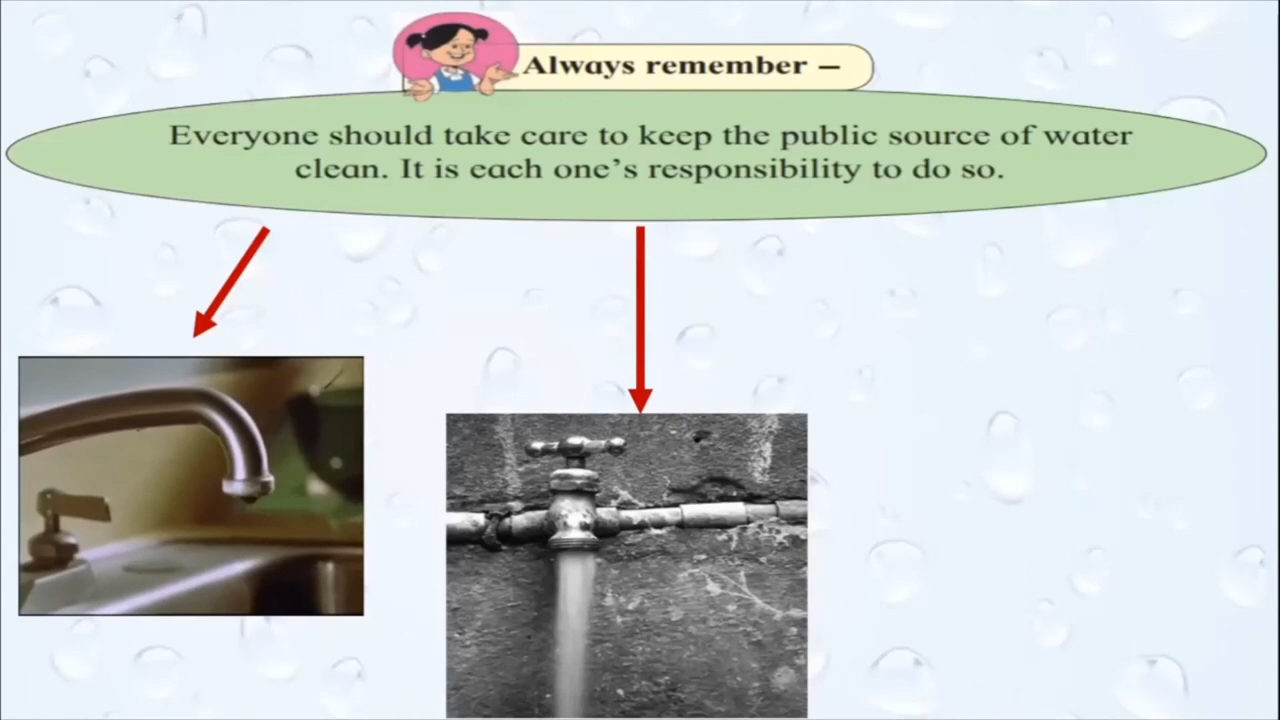 Always remember –
Everyone should take care to keep the public source of water
clean. It is each one's responsibility to do so.